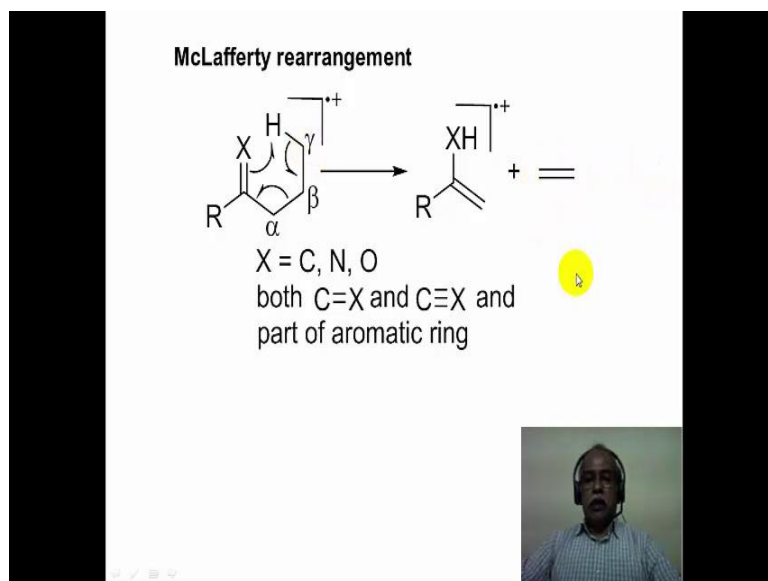 McLafferty rearrangement
•+
•+
H
γ
X
XH
+
β
R
R
α
X = C, N, O
both C=X and C≡X and
part of aromatic ring